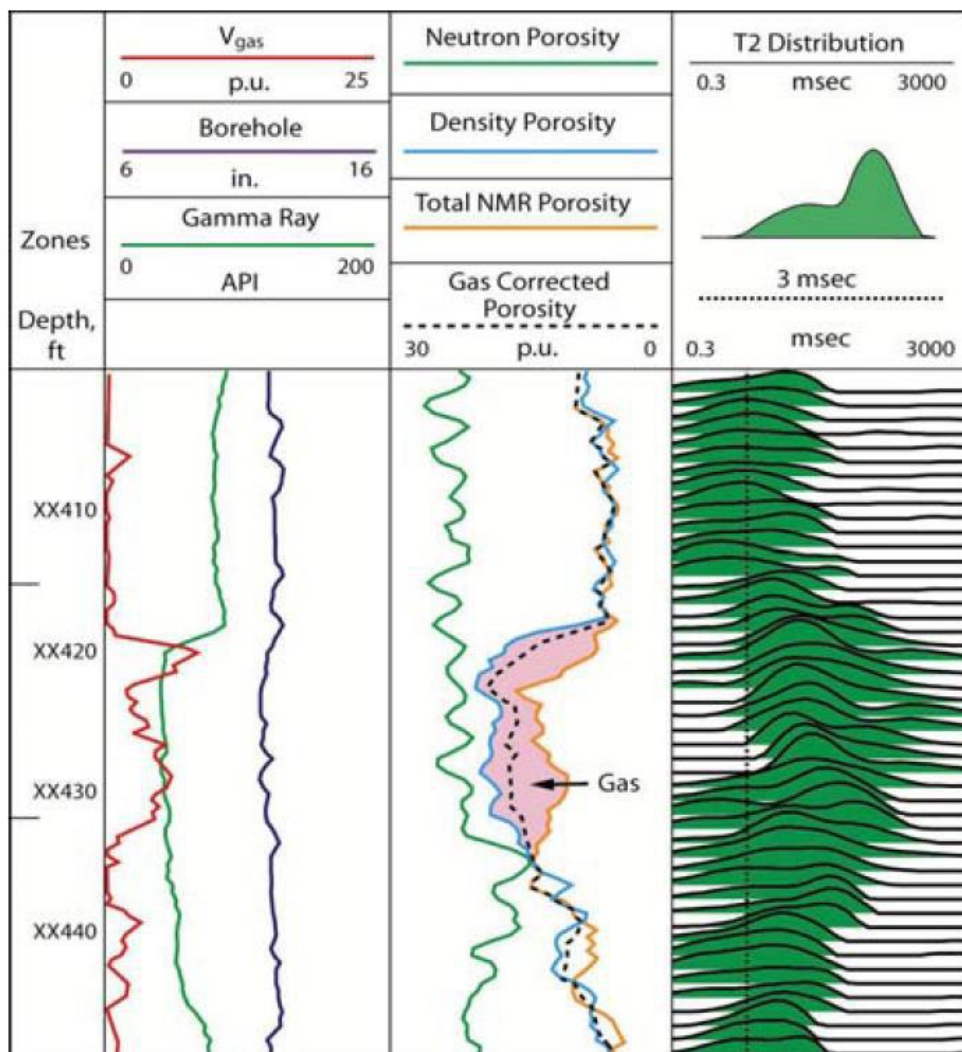 Zones
Depth,
ft
V gas
0 25
p.u.
Borehole
6 16
in.
Gamma Ray
0 200
API
Neutron Porosity
Density Porosity
Total NMR Porosity
Gas Corrected
Porosity
30 p.u. 0
T2 Distribution
0.3 msec 3000
3 msec
msec
0.3 3000
XX410
XX420
XX430
XX440
Gas